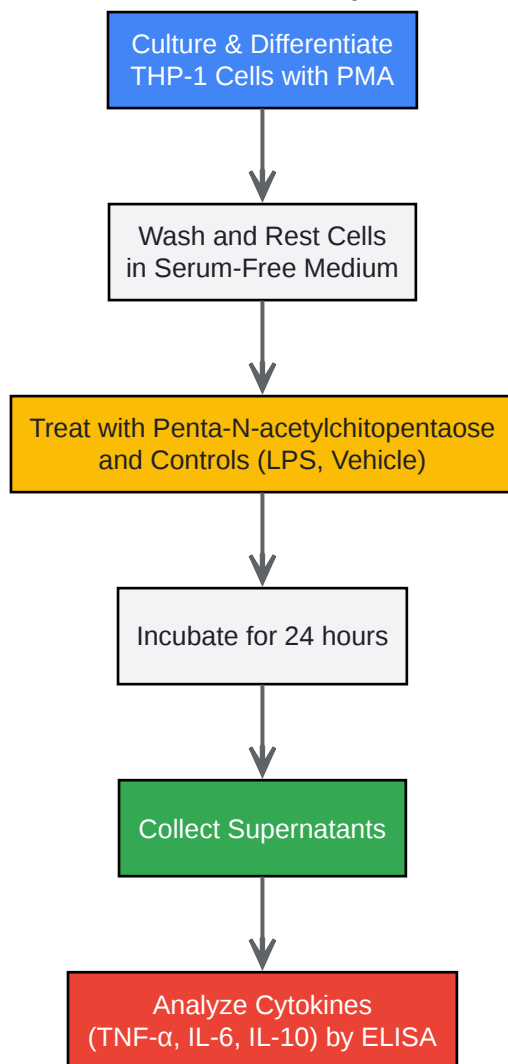 Culture & Differentiate
THP-1 Cells with PMA
Wash and Rest Cells
in Serum-Free Medium
Treat with Penta-N-acetylchitopentaose
and Controls (LPS, Vehicle)
Incubate for 24 hours
Collect Supernatants
Analyze Cytokines
(TNF-α, IL-6, IL-10) by ELISA